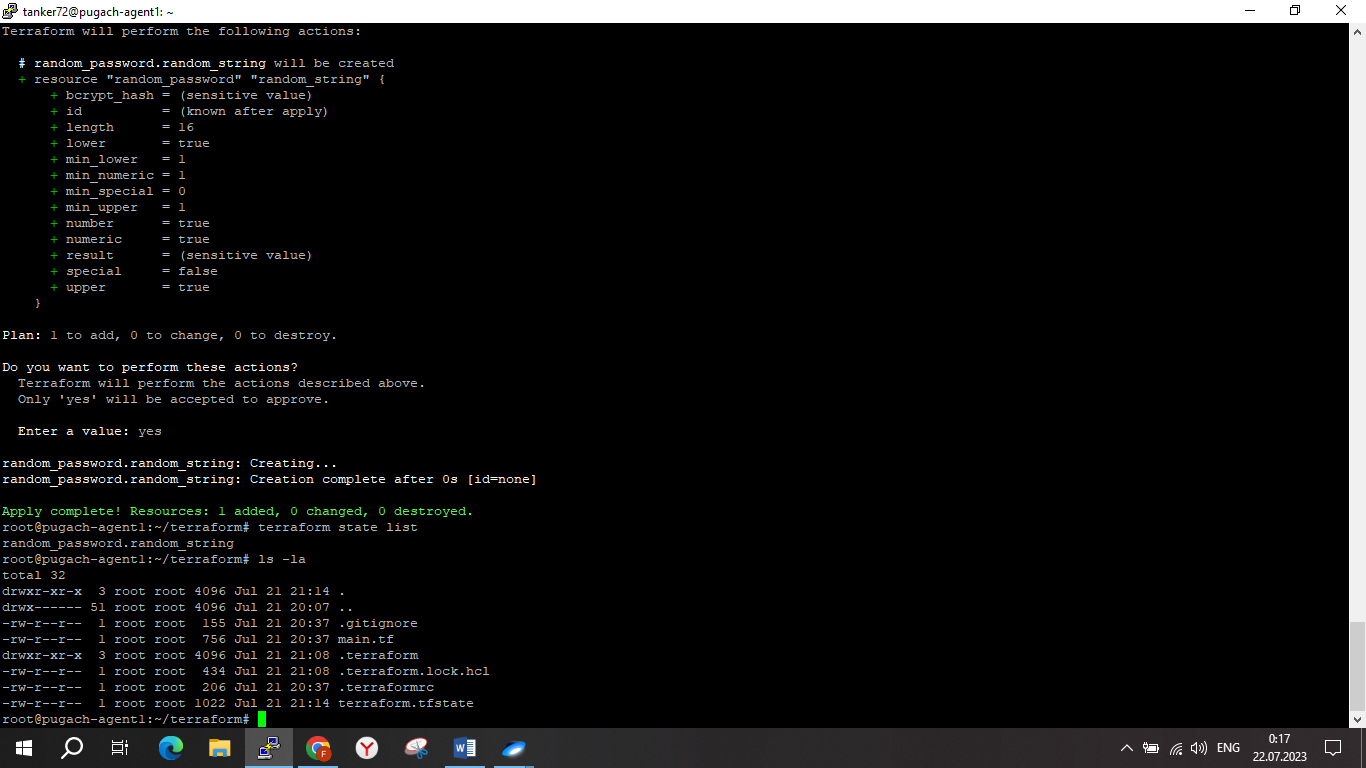 tanker72@pugach-agent1: ~
Terraform will perform the following actions:
  # random_password.random_string will be created
  + resource "random_password" "random_string" {
      + bcrypt_hash = (sensitive value)
      + id          = (known after apply)
      + length      = 16
      + lower       = true
      + min_lower   = 1
      + min_numeric = 1
      + min_special = 0
      + min_upper   = 1
      + number      = true
      + numeric     = true
      + result      = (sensitive value)
      + special     = false
      + upper       = true
    }
Plan: 1 to add, 0 to change, 0 to destroy.
Do you want to perform these actions?
  Terraform will perform the actions described above.
  Only 'yes' will be accepted to approve.
  Enter a value: yes
random_password.random_string: Creating...
random_password.random_string: Creation complete after 0s [id=none]
Apply complete! Resources: 1 added, 0 changed, 0 destroyed.
root@pugach-agent1:~/terraform# terraform state list
random_password.random_string
root@pugach-agent1:~/terraform# ls -la
total 32
drwxr-xr-x  3 root root 4096 Jul 21 21:14 .
drwx------ 51 root root 4096 Jul 21 20:07 ..
-rw-r--r--  1 root root  155 Jul 21 20:37 .gitignore
-rw-r--r--  1 root root  756 Jul 21 20:37 main.tf
drwxr-xr-x  3 root root 4096 Jul 21 21:08 .terraform
-rw-r--r--  1 root root  434 Jul 21 21:08 .terraform.lock.hcl
-rw-r--r--  1 root root  206 Jul 21 20:37 .terraformrc
-rw-r--r--  1 root root 1022 Jul 21 21:14 terraform.tfstate
root@pugach-agent1:~/terraform#
ENG
0:17
22.07.2023